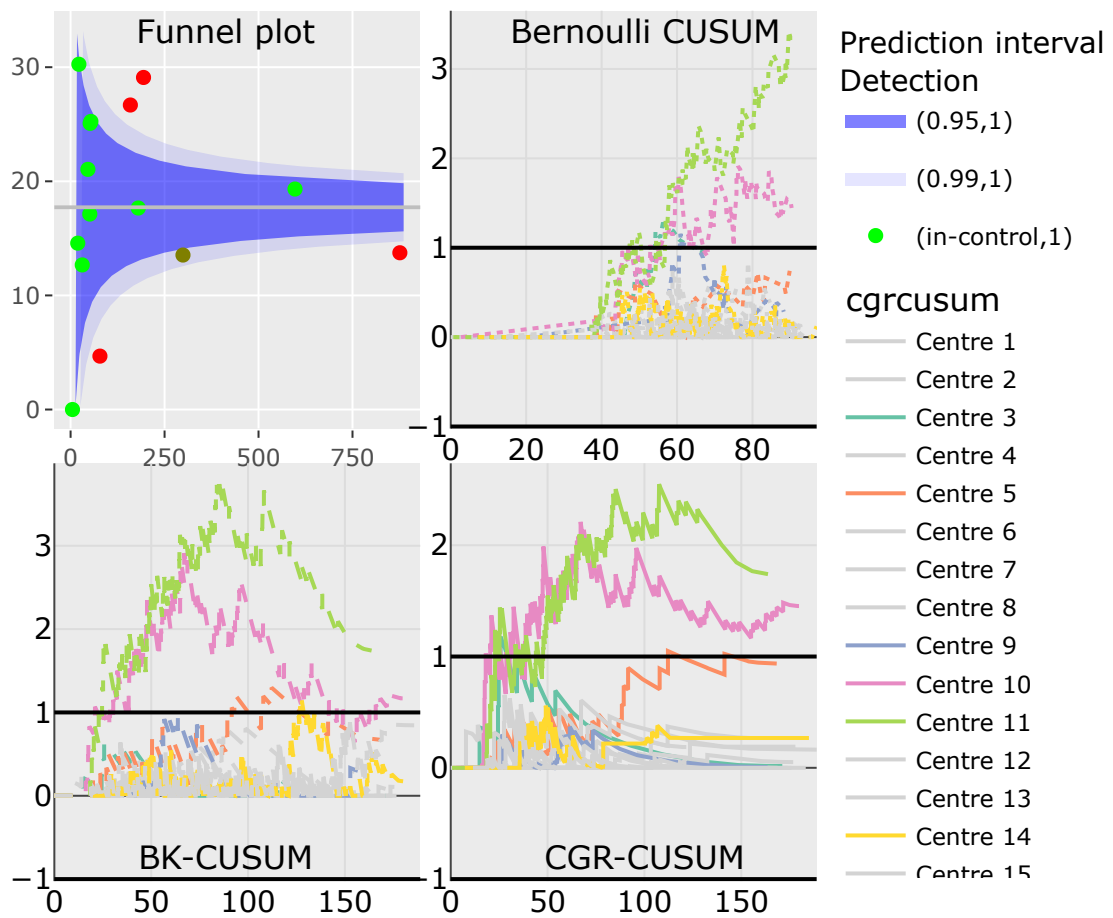 Funnel plot
30
20
10
0
0
250
500
750
Bernoulli CUSUM
3
2
1
0
−1
0
20
40
60
80
BK-CUSUM
3
2
1
0
−1
0
50
100
150
CGR-CUSUM
2
1
0
−1
0
50
100
150
Prediction interval
Detection
(0.95,1)
(0.99,1)
(in-control,1)
cgrcusum
Centre 1
Centre 2
Centre 3
Centre 4
Centre 5
Centre 6
Centre 7
Centre 8
Centre 9
Centre 10
Centre 11
Centre 12
Centre 13
Centre 14
Centre 15